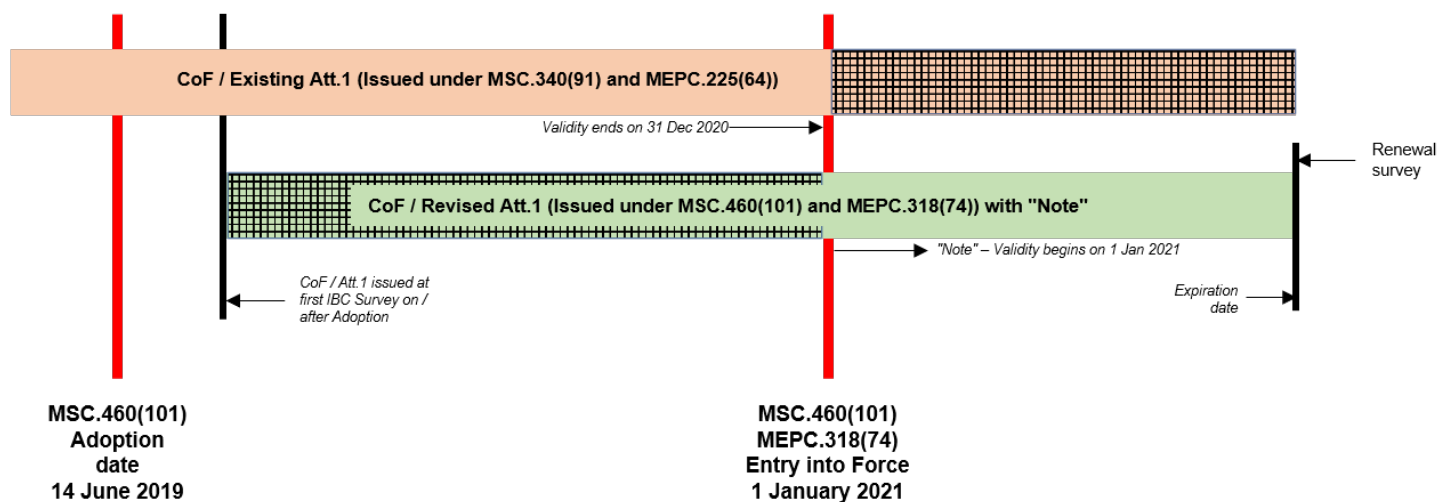 CoF / Existing Att.1 (Issued under MSC.340(91) and MEPC.225(64))
Validity ends on 31 Dec 2020
Renewal
survey
CoF / Revised Att.1 (Issued under MSC.460(101) and MEPC.318(74)) with "Note"
"Note" – Validity begins on 1 Jan 2021
CoF / Att.1 issued at
first IBC Survey on /
after Adoption
Expiration
date
MSC.460(101)
Adoption
date
14 June 2019
MSC.460(101)
MEPC.318(74)
Entry into Force
1 January 2021